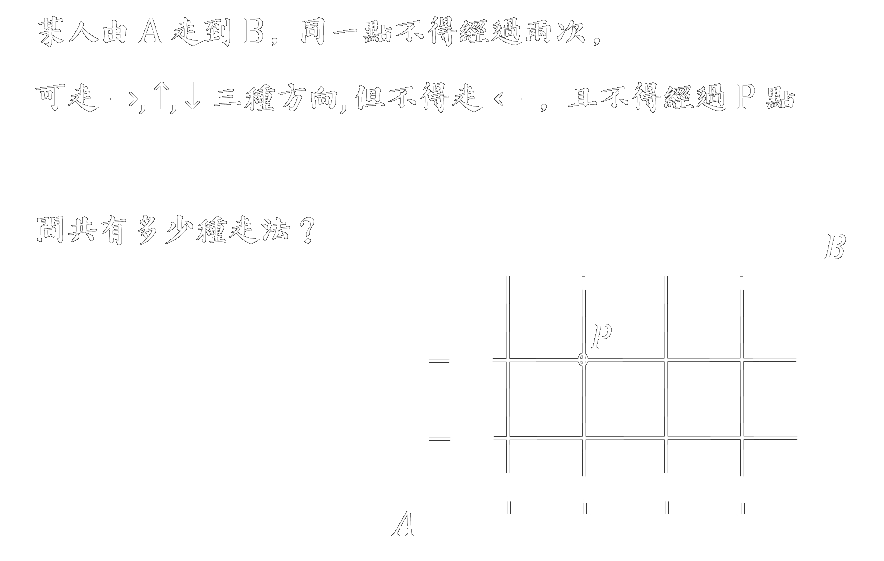 某人由 A 走到 B，同一點不得經過兩次，
可走 →,↑,↓ 三種方向,但不得走 ←，且不得經過 P 點
問共有多少種走法？
B
P
A